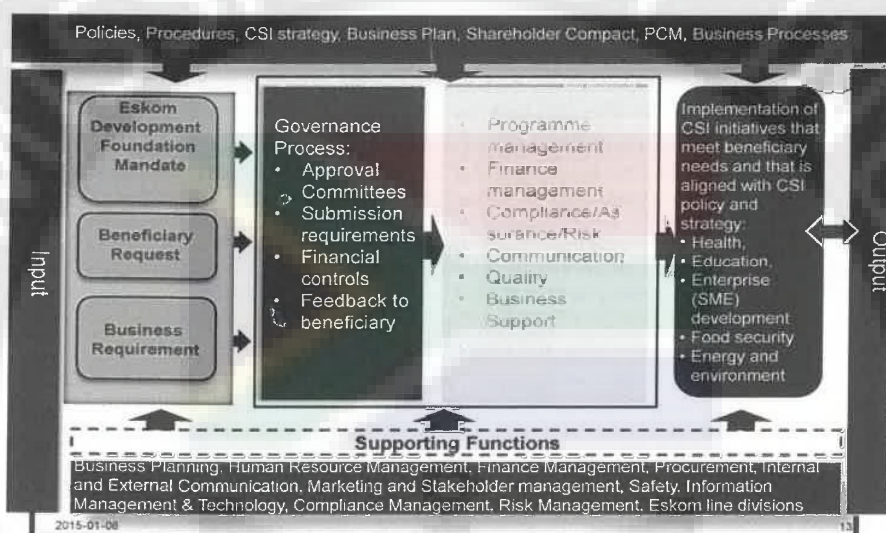 Policies, Procedures, CSI strategy, Business Plan, Shareholder Compact, PCM, Business Processes
Input
Eskom
Development
Foundation
Mandate
Beneficiary
Request
Business
Requirement
Governance
Process:
• Approval
Committees
• Submission
requirements
• Financial
controls
• Feedback to
beneficiary
• Programme
management
• Finance
management
• Compliance/As
surance/Risk
• Communication
• Quality
• Business
Support
Implementation of
CSI initiatives that
meet beneficiary
needs and that is
aligned with CSI
policy and
strategy:
• Health,
• Education,
• Enterprise
(SME)
development
• Food security
• Energy and
environment
Output
Supporting Functions
Business Planning, Human Resource Management, Finance Management, Procurement, Internal
and External Communication, Marketing and Stakeholder management, Safety, Information
Management & Technology, Compliance Management, Risk Management, Eskom line divisions
2015-01-08
13